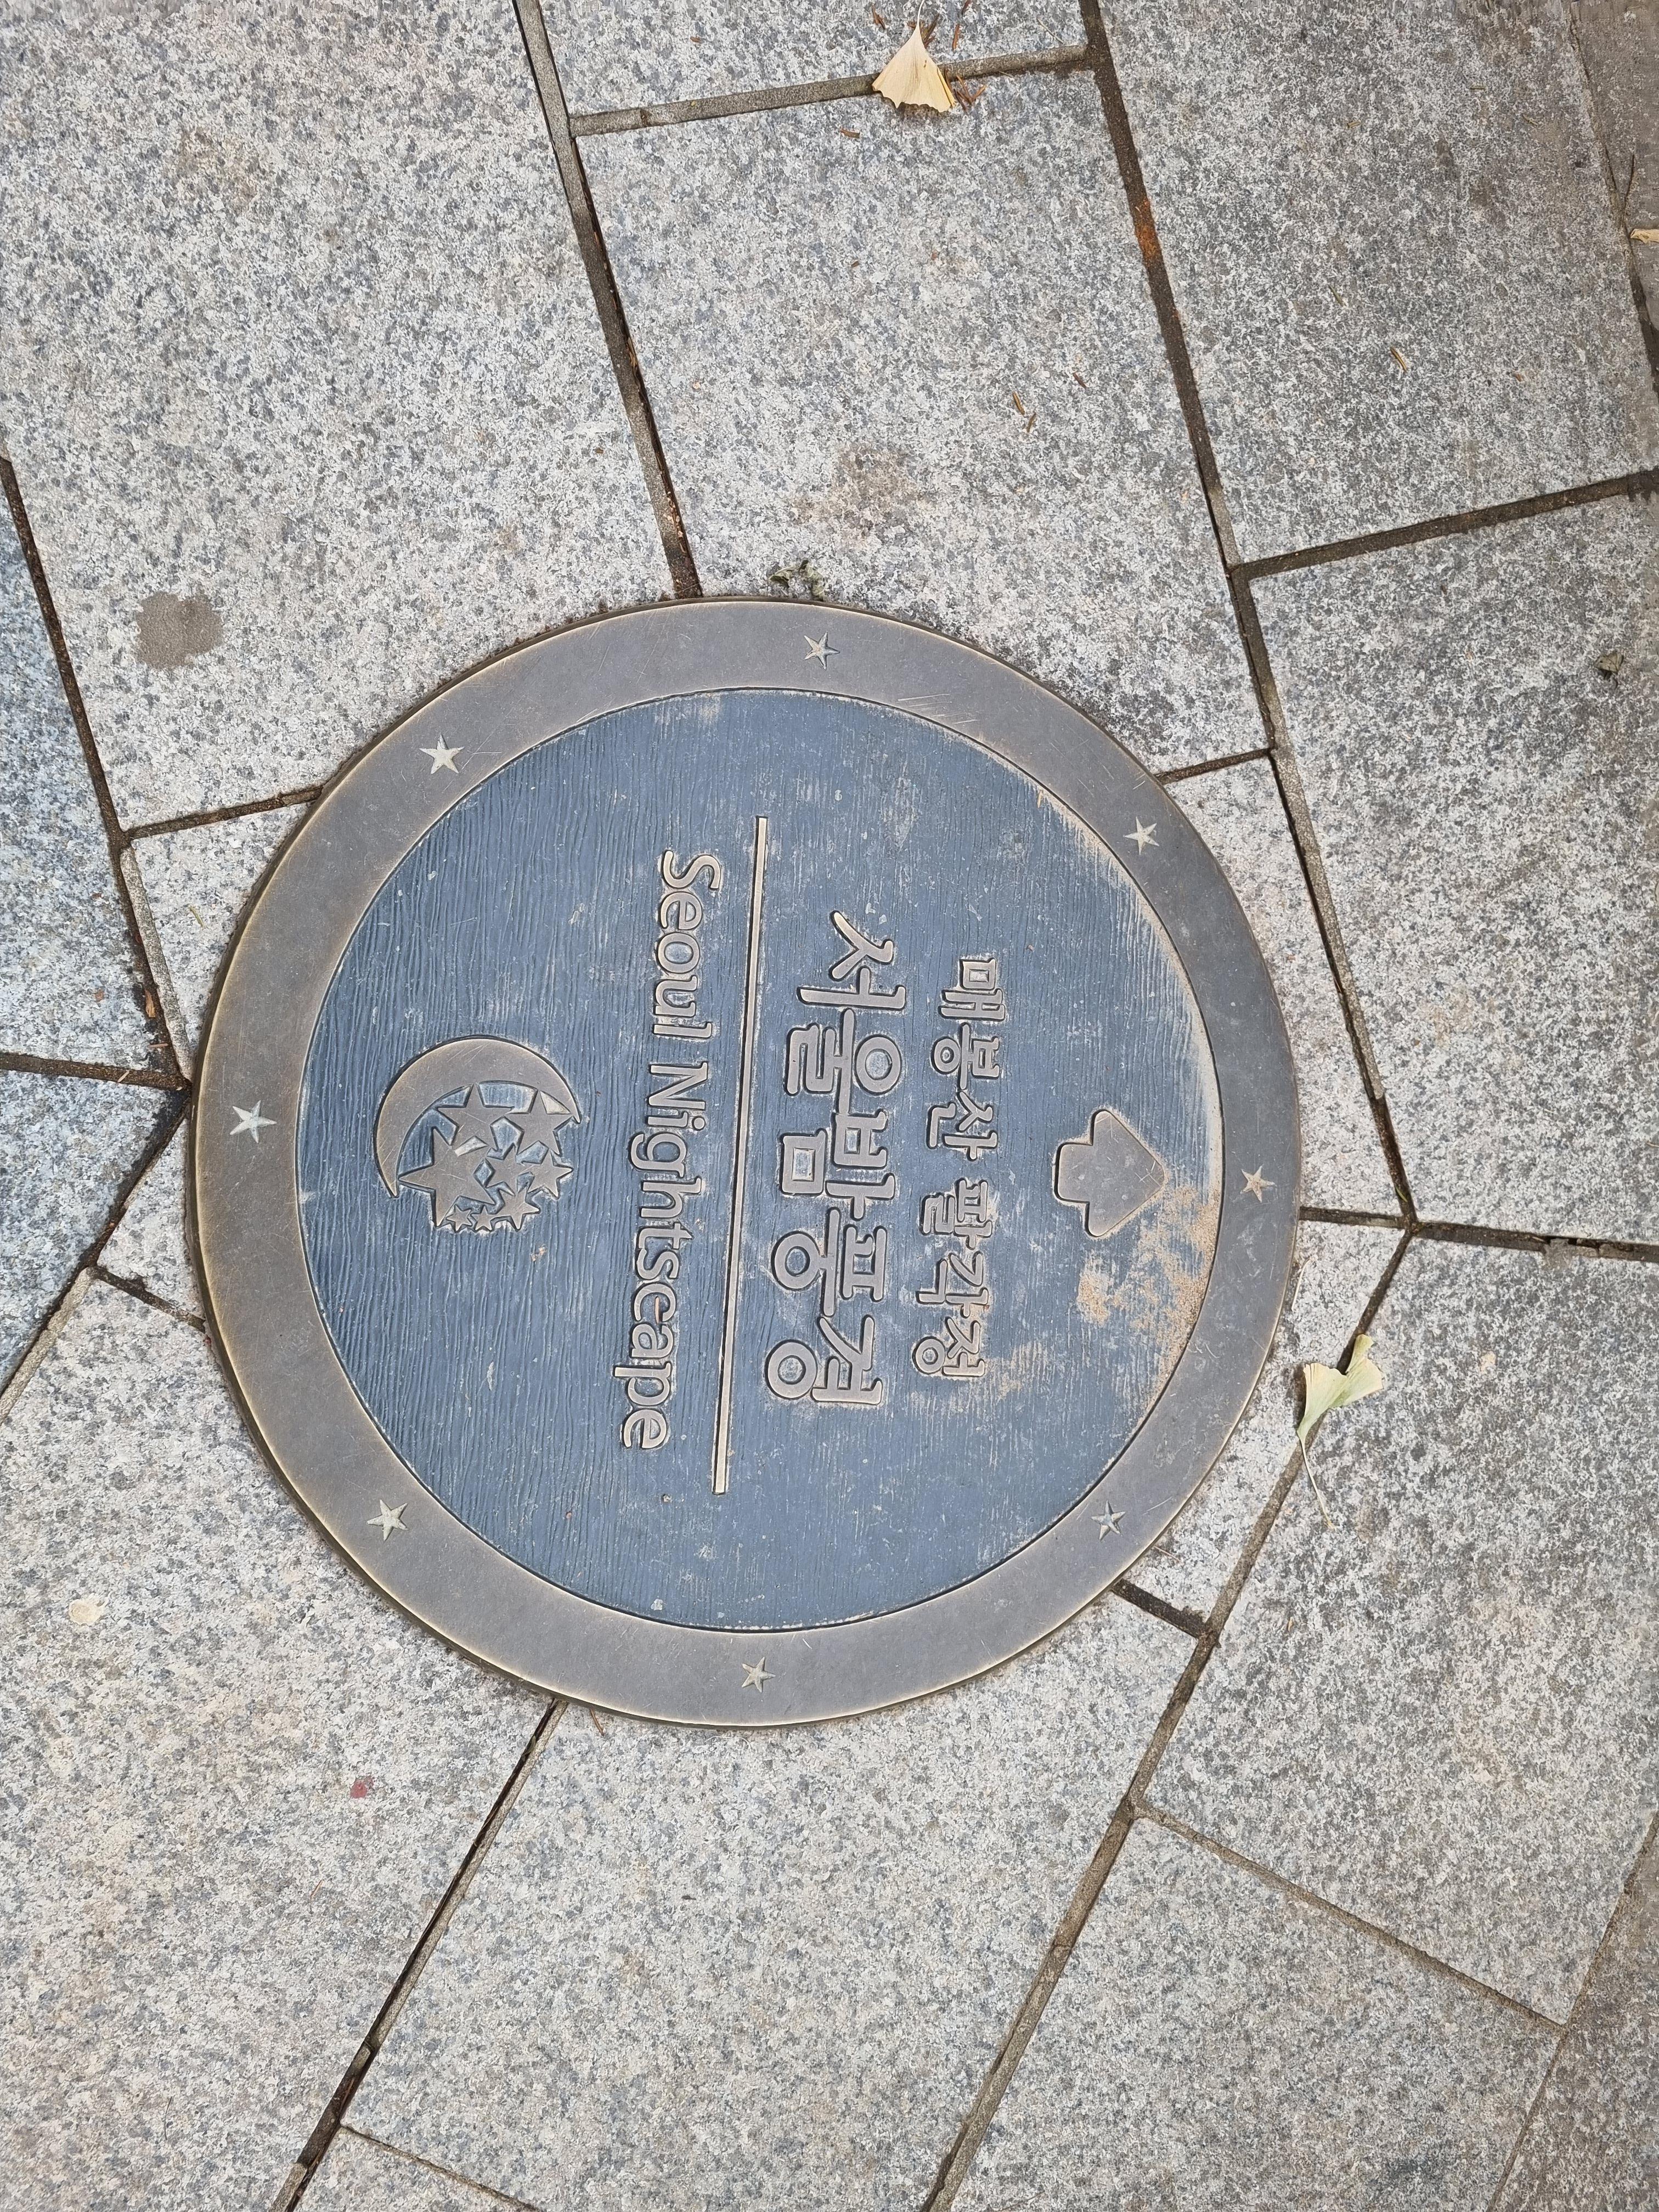 매봉산 팔각정
서울밤풍경
Seoul Nightscape